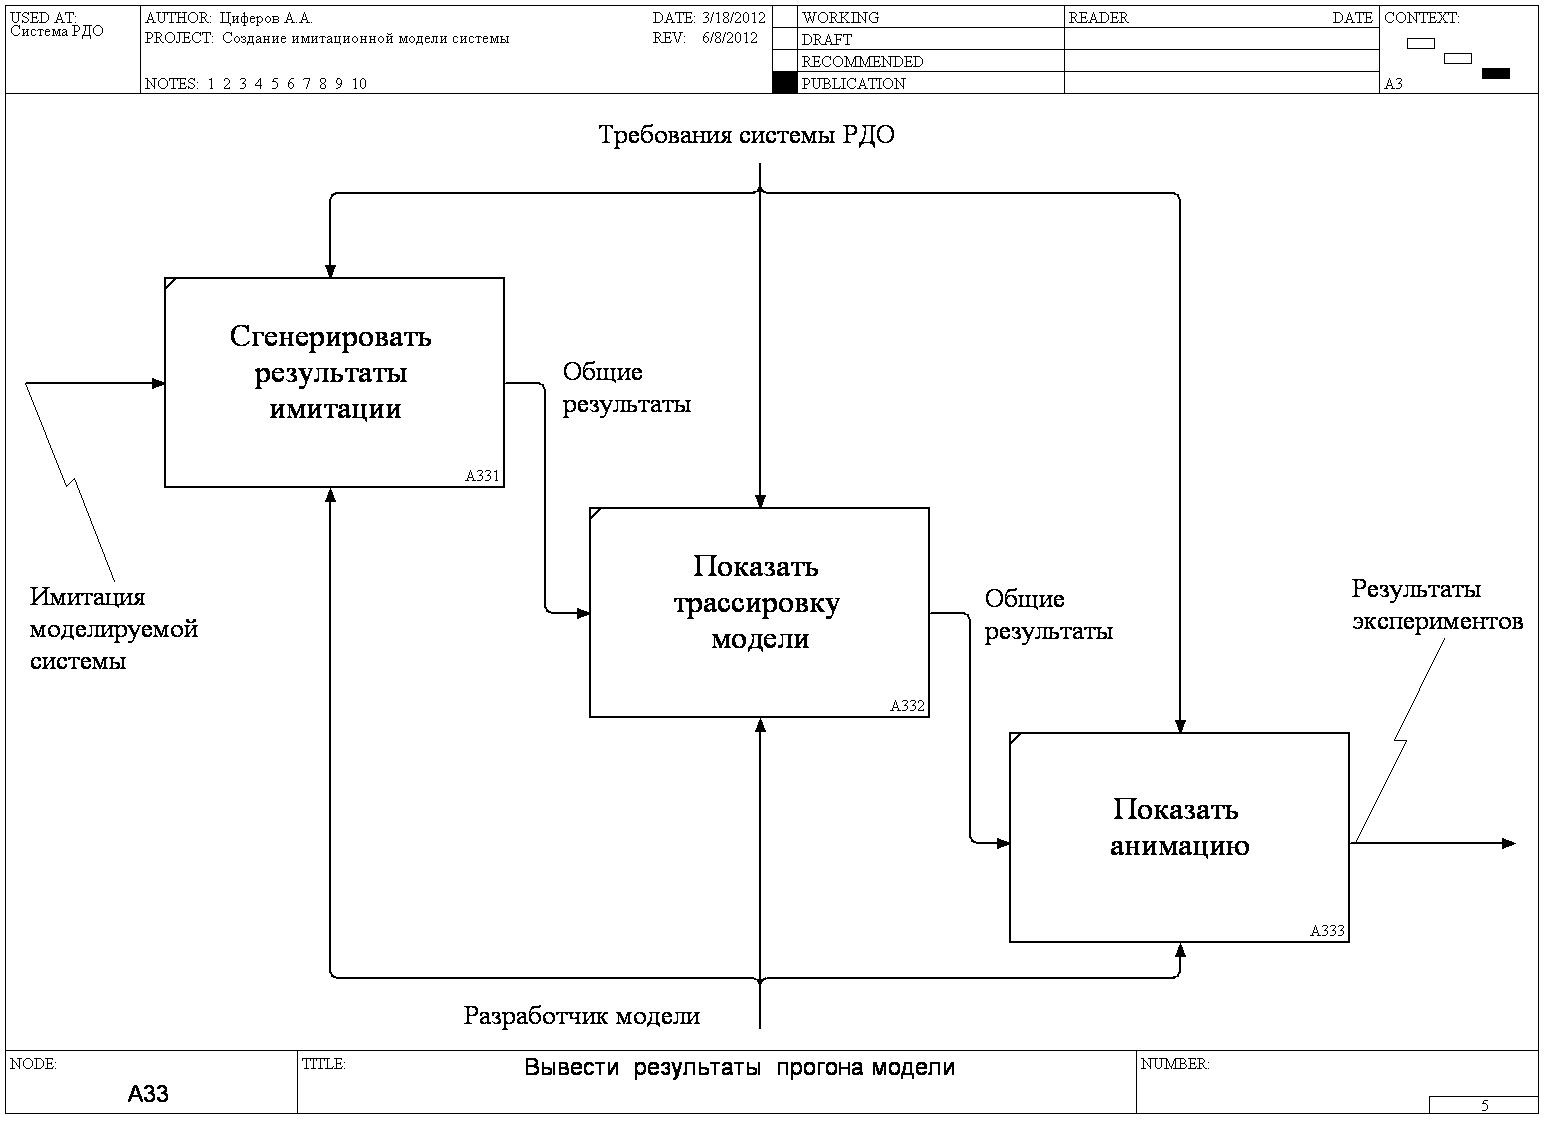 USED AT:
Система РДО
AUTHOR: Циферов А.А.
DATE: 3/18/2012
PROJECT: Создание имитационной модели системы
REV: 6/8/2012
NOTES: 1 2 3 4 5 6 7 8 9 10
WORKING
DRAFT
RECOMMENDED
PUBLICATION
READER
DATE
CONTEXT:
A3
Требования системы РДО
Сгенерировать
результаты
имитации
A331
Общие
результаты
Имитация
моделируемой
системы
Показать
трассировку
модели
A332
Общие
результаты
Результаты
экспериментов
Показать
анимацию
A333
Разработчик модели
NODE:
A33
TITLE:
Вывести результаты прогона модели
NUMBER:
5